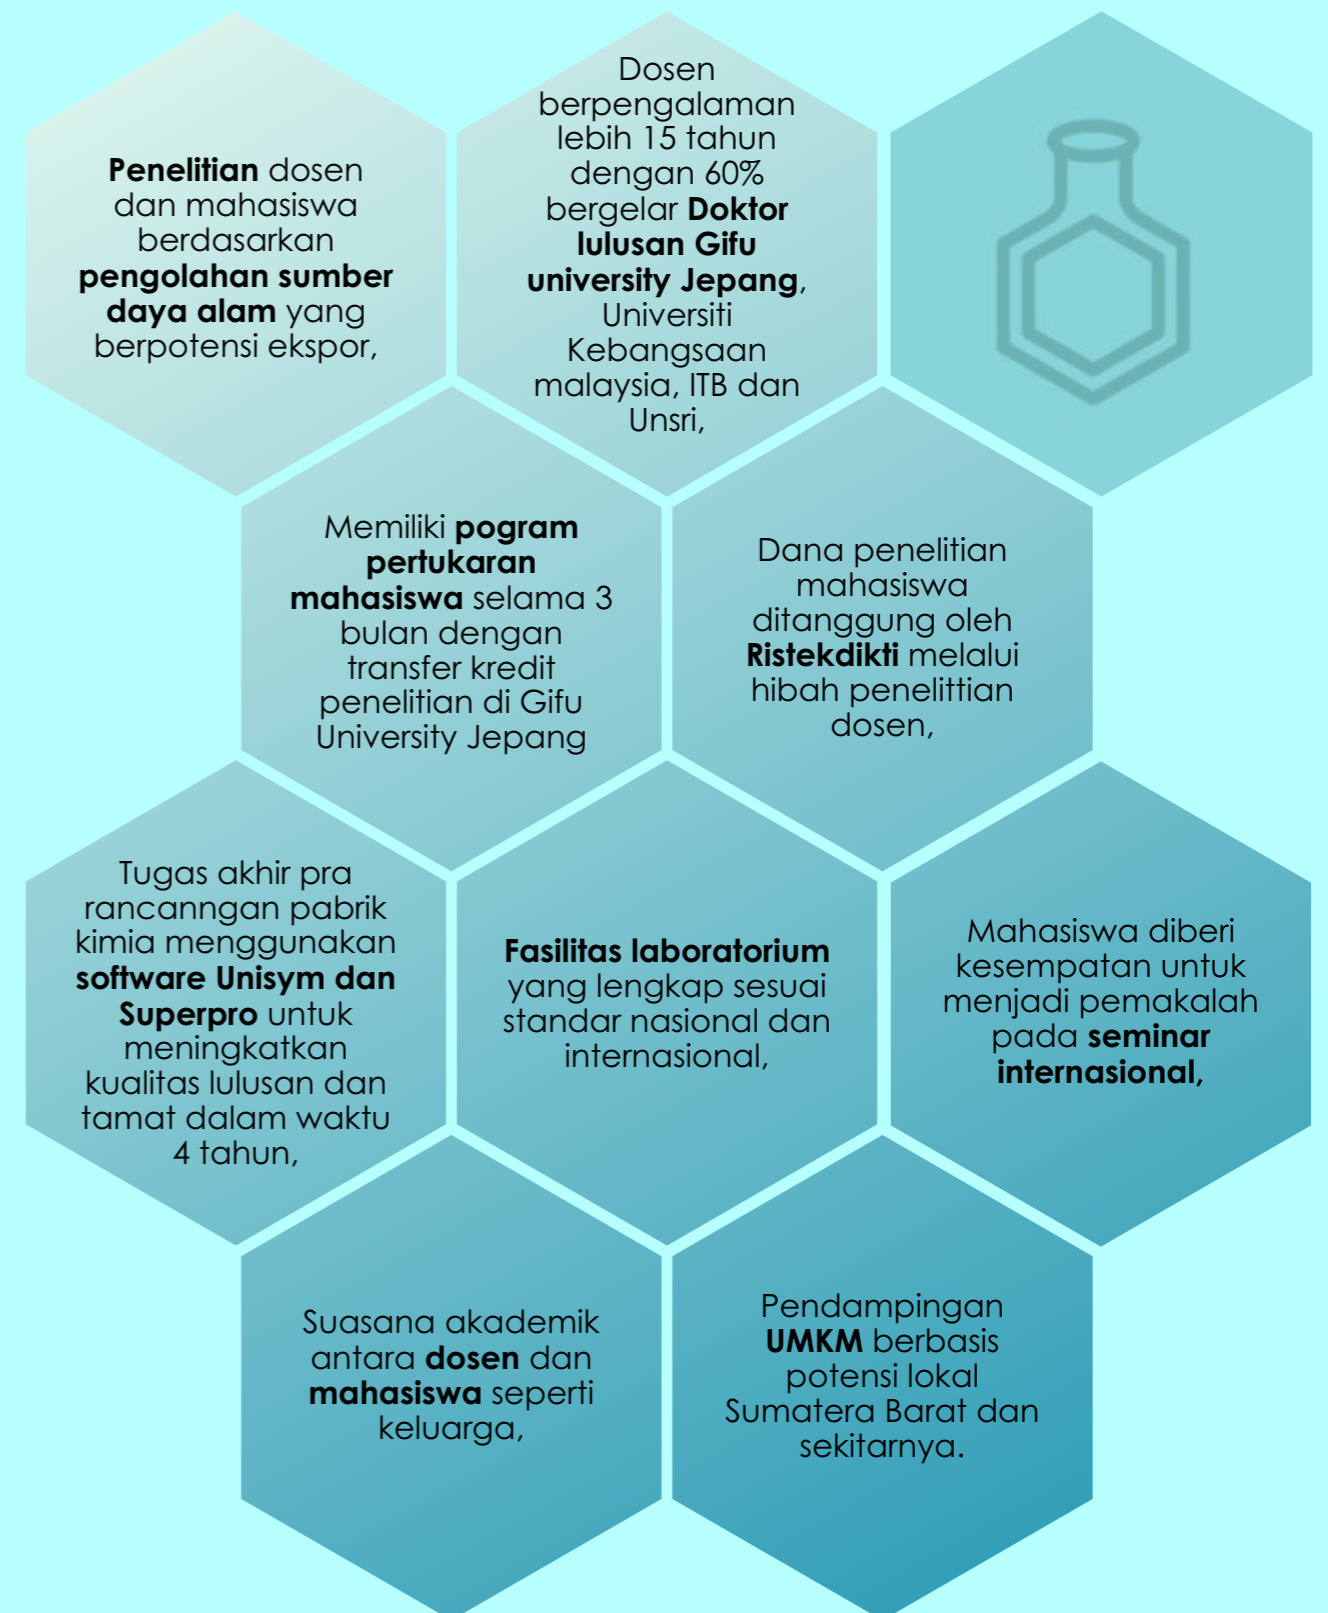 Penelitian dosen
dan mahasiswa
berdasarkan
pengolahan sumber
daya alam yang
berpotensi ekspor,
Dosen
berpengalaman
lebih 15 tahun
dengan 60%
bergelar Doktor
lulusan Gifu
university Jepang,
Universiti
Kebangsaan
malaysia, ITB dan
Unsri,
Memiliki pogram
pertukaran
mahasiswa selama 3
bulan dengan
transfer kredit
penelitian di Gifu
University Jepang
Dana penelitian
mahasiswa
ditanggung oleh
Ristekdikti melalui
hibah penelittian
dosen,
Tugas akhir pra
rancanngan pabrik
kimia menggunakan
software Unisym dan
Superpro untuk
meningkatkan
kualitas lulusan dan
tamat dalam waktu
4 tahun,
Fasilitas laboratorium
yang lengkap sesuai
standar nasional dan
internasional,
Mahasiswa diberi
kesempatan untuk
menjadi pemakalah
pada seminar
internasional,
Suasana akademik
antara dosen dan
mahasiswa seperti
keluarga,
Pendampingan
UMKM berbasis
potensi lokal
Sumatera Barat dan
sekitarnya.